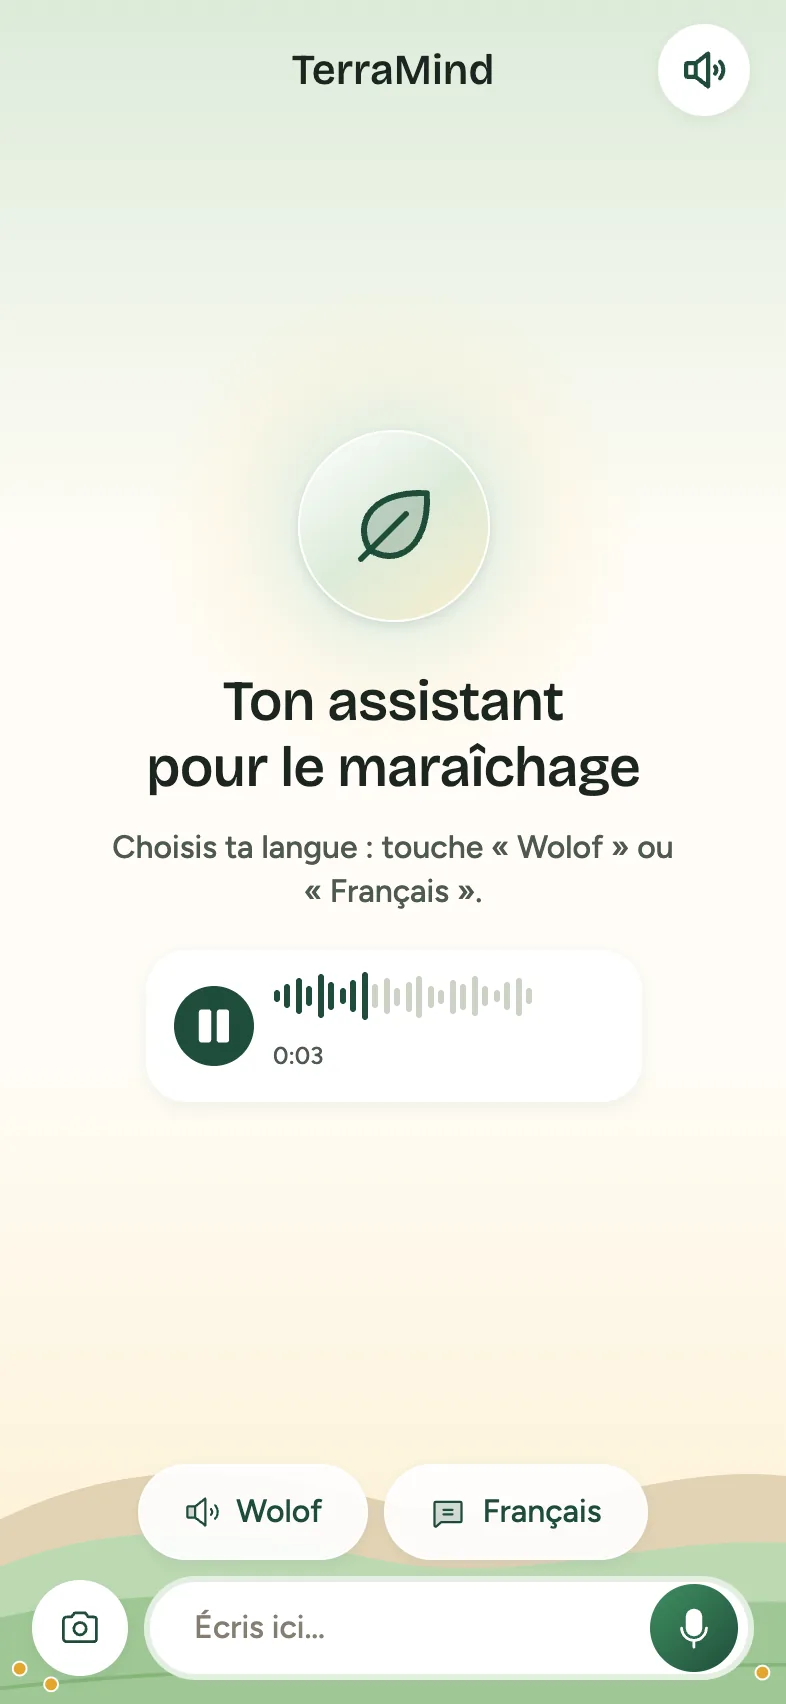 TerraMind
Ton assistant
pour le maraîchage
Choisis ta langue : touche « Wolof » ou
« Français ».
0:03
Wolof
Français
Écris ici...